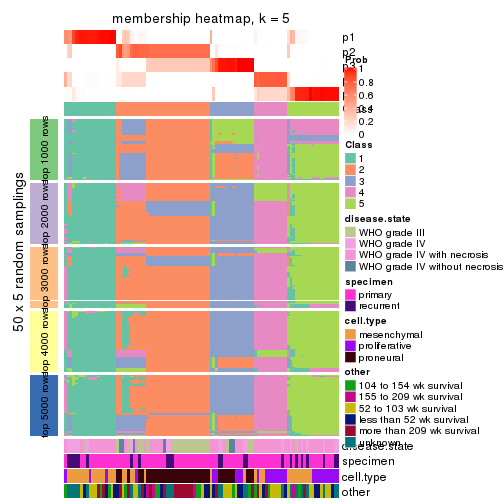 membership heatmap, k = 5
p1
p2
p3
Prob
1
0.8
0.6
0.4
0.2
0
Class
1
2
3
4
5
disease.state
WHO grade III
WHO grade IV
WHO grade IV with necrosis
WHO grade IV without necrosis
specimen
primary
recurrent
cell.type
mesenchymal
proliferative
proneural
other
104 to 154 wk survival
155 to 209 wk survival
52 to 103 wk survival
less than 52 wk survival
more than 209 wk survival
unknown
disease.state
specimen
cell.type
other
50 x 5 random samplings
top 1000 rows
top 2000 rows
top 3000 rows
top 4000 rows
top 5000 rows